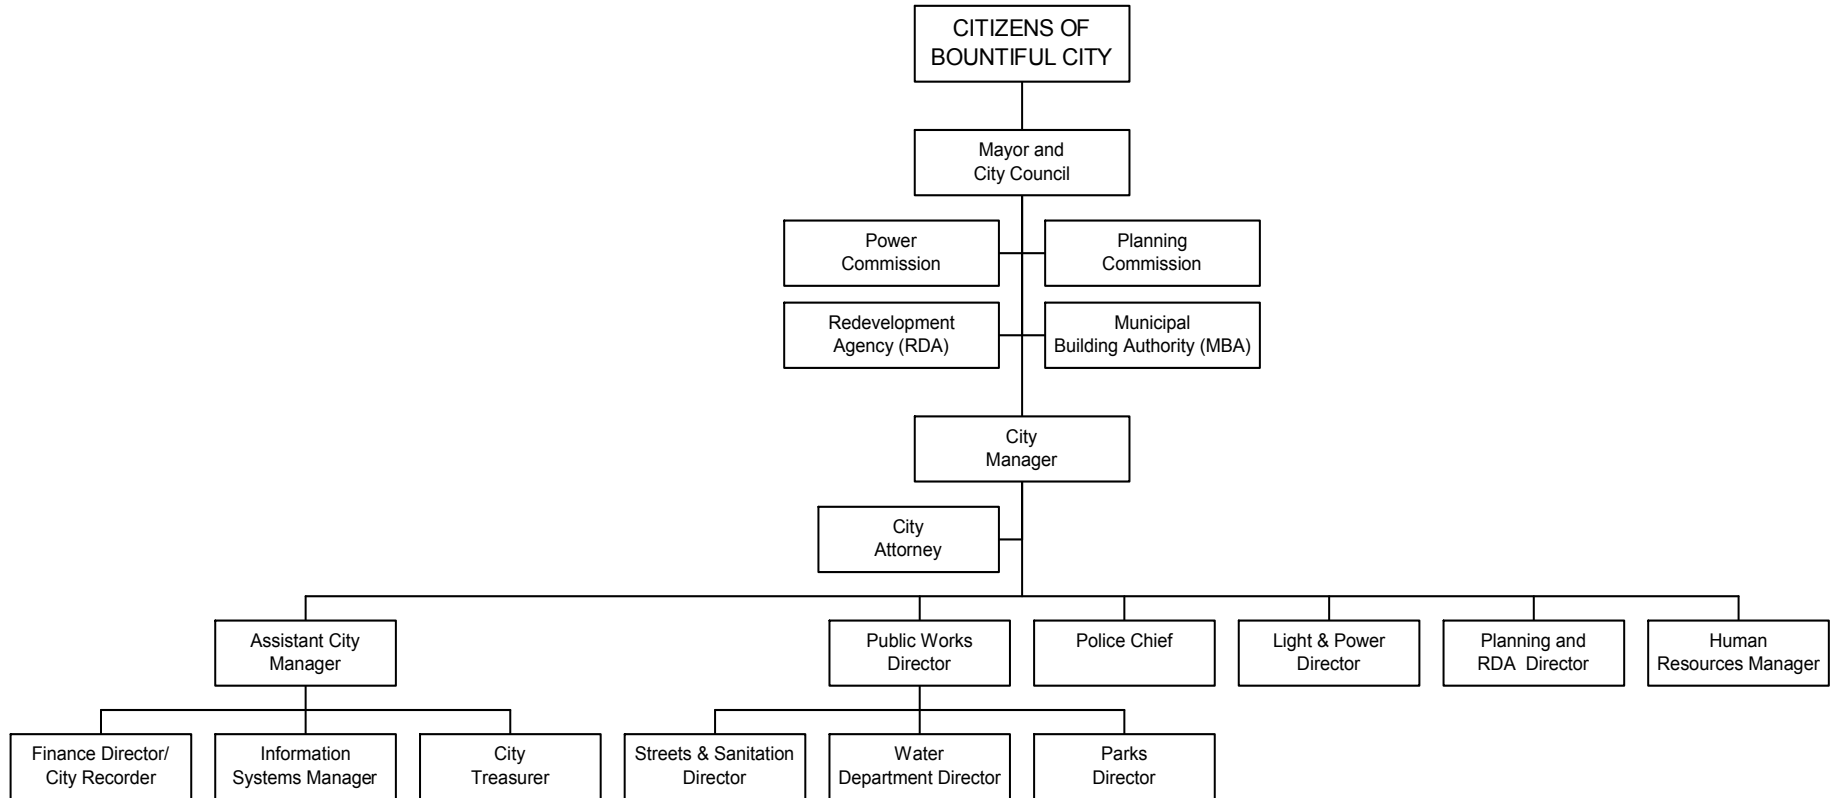 CITIZENS OF
BOUNTIFUL CITY
Mayor and
City Council
Power
Commission
Planning
Commission
Redevelopment
Agency (RDA)
Municipal
Building Authority (MBA)
City
Manager
City
Attorney
Assistant City
Manager
Public Works
Director
Police Chief
Light & Power
Director
Planning and
RDA Director
Human
Resources Manager
Finance Director/
City Recorder
Information
Systems Manager
City
Treasurer
Streets & Sanitation
Director
Water
Department Director
Parks
Director